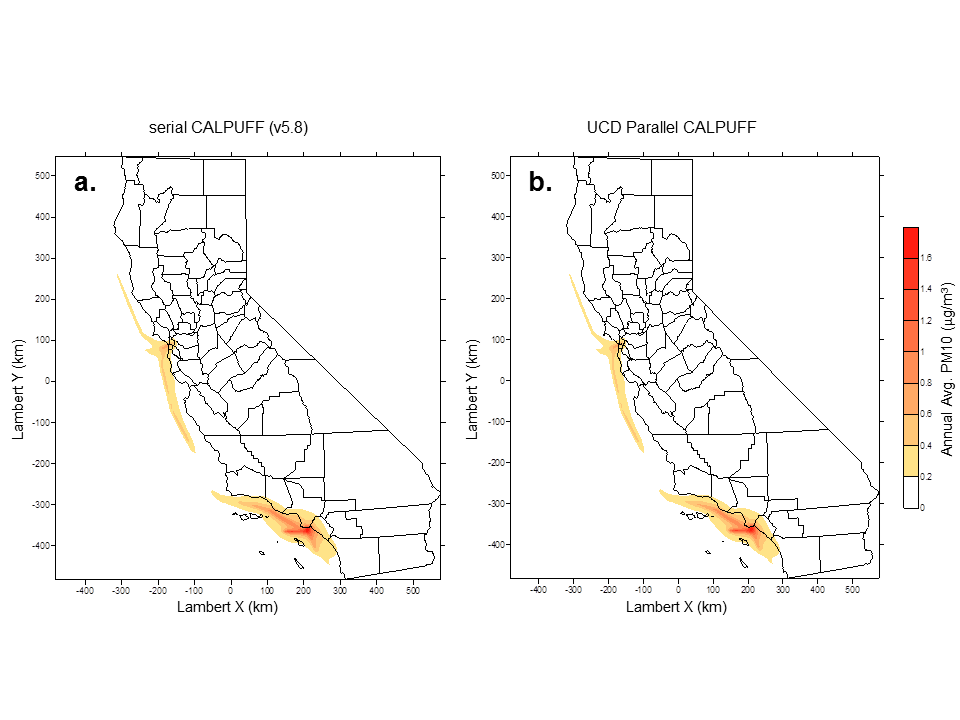 serial CALPUFF (v5.8)
UCD Parallel CALPUFF
a.
b.
500
400
300
200
100
0
-100
-200
-300
-400
Lambert Y (km)
-400 -300 -200 -100 0 100 200 300 400 500
Lambert X (km)
500
400
300
200
100
0
-100
-200
-300
-400
Lambert Y (km)
-400 -300 -200 -100 0 100 200 300 400 500
Lambert X (km)
1.6
1.4
1.2
1
0.8
0.6
0.4
0.2
0
Annual Avg. PM10 (µg/m³)